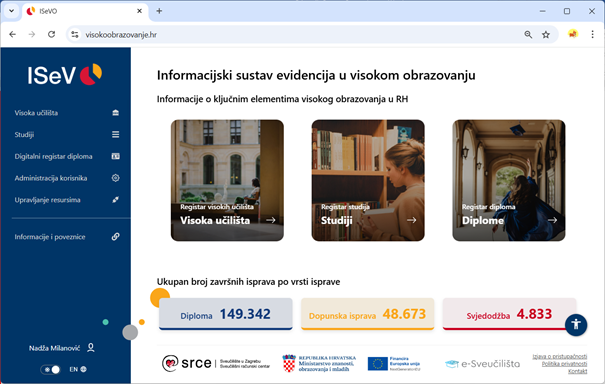 ISeVO
visokoobrazovanje.hr
ISeV
Informacijski sustav evidencija u visokom obrazovanju
Informacije o ključnim elementima visokog obrazovanja u RH
Visoka učilišta
Studiji
Digitalni registar diploma
Administracija korisnika
Upravljanje resursima
Informacije i poveznice
Registar visokih učilišta
Visoka učilišta
Registar studija
Studiji
Registar diploma
Diplome
Ukupan broj završnih isprava po vrsti isprave
Diploma 149.342
Dopunska isprava 48.673
Svjedodžba 4.833
Nadža Milanović
EN
srce
Sveučilište u Zagrebu
Sveučilišni računski centar
REPUBLIKA HRVATSKA
Ministarstvo znanosti,
obrazovanja i mladih
Financira
Europska unija
e-Sveučilišta
Izjava o pristupačnosti
Politika privatnosti
Kontakt